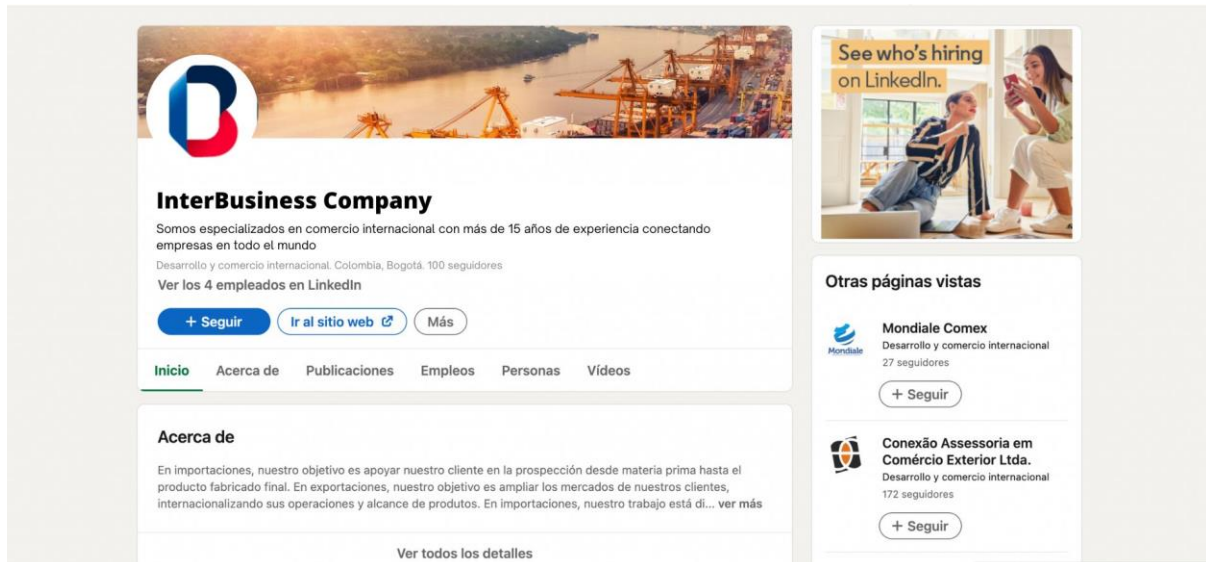 InterBusiness Company
Somos especializados en comercio internacional con más de 15 años de experiencia conectando
empresas en todo el mundo
Desarrollo y comercio internacional. Colombia, Bogotá. 100 seguidores
Ver los 4 empleados en LinkedIn
+ Seguir
Ir al sitio web
Más
Inicio
Acerca de
Publicaciones
Empleos
Personas
Vídeos
Acerca de
En importaciones, nuestro objetivo es apoyar nuestro cliente en la prospección desde materia prima hasta el
producto fabricado final. En exportaciones, nuestro objetivo es ampliar los mercados de nuestros clientes,
internacionalizando sus operaciones y alcance de produtos. En importaciones, nuestro trabajo está di... ver más
Ver todos los detalles
See who's hiring
on LinkedIn.
Otras páginas vistas
Mondiale
Mondiale Comex
Desarrollo y comercio internacional
27 seguidores
+ Seguir
Conexão Assessoria em
Comércio Exterior Ltda.
Desarrollo y comercio internacional
172 seguidores
+ Seguir